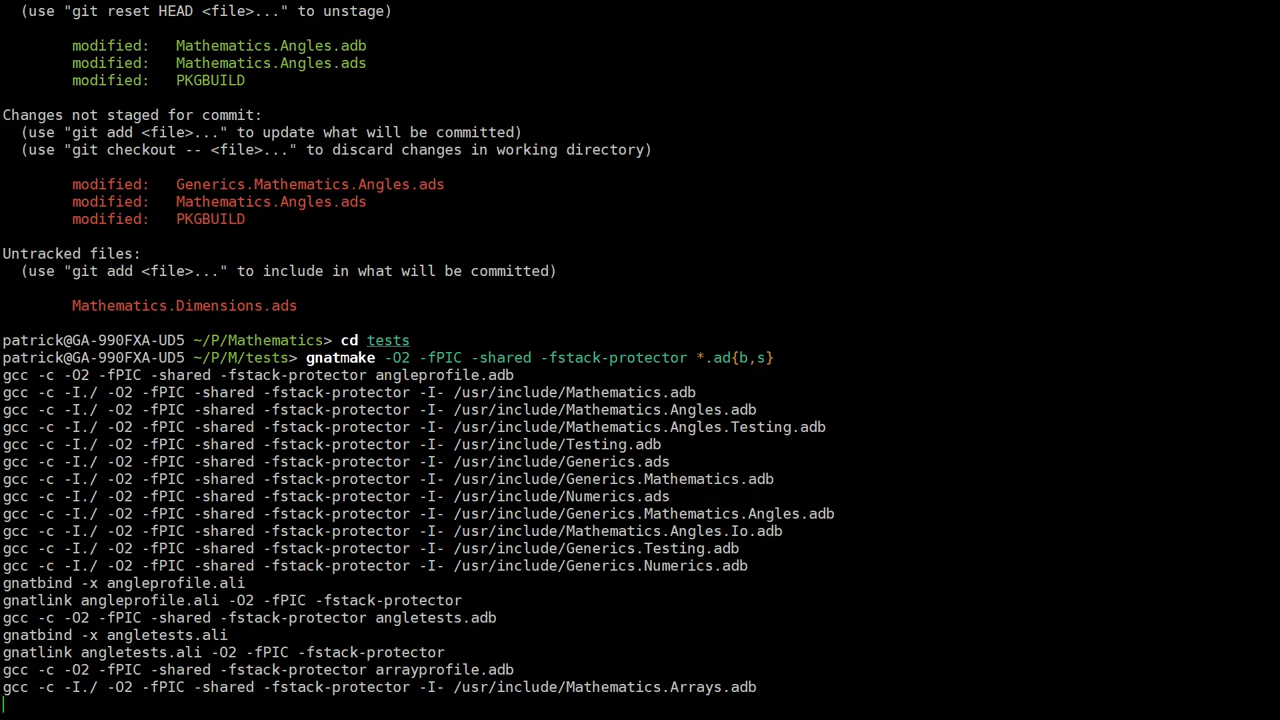 (use "git reset HEAD <file>..." to unstage)
modified:   Mathematics.Angles.adb
modified:   Mathematics.Angles.ads
modified:   PKGBUILD
Changes not staged for commit:
(use "git add <file>..." to update what will be committed)
(use "git checkout -- <file>..." to discard changes in working directory)
modified:   Generics.Mathematics.Angles.ads
modified:   Mathematics.Angles.ads
modified:   PKGBUILD
Untracked files:
(use "git add <file>..." to include in what will be committed)
Mathematics.Dimensions.ads
patrick@GA-990FXA-UD5 ~/P/Mathematics> cd tests
patrick@GA-990FXA-UD5 ~/P/M/tests> gnatmake -O2 -fPIC -shared -fstack-protector *.ad{b,s}
gcc -c -O2 -fPIC -shared -fstack-protector angleprofile.adb
gcc -c -I./ -O2 -fPIC -shared -fstack-protector -I- /usr/include/Mathematics.adb
gcc -c -I./ -O2 -fPIC -shared -fstack-protector -I- /usr/include/Mathematics.Angles.adb
gcc -c -I./ -O2 -fPIC -shared -fstack-protector -I- /usr/include/Mathematics.Angles.Testing.adb
gcc -c -I./ -O2 -fPIC -shared -fstack-protector -I- /usr/include/Testing.adb
gcc -c -I./ -O2 -fPIC -shared -fstack-protector -I- /usr/include/Generics.ads
gcc -c -I./ -O2 -fPIC -shared -fstack-protector -I- /usr/include/Generics.Mathematics.adb
gcc -c -I./ -O2 -fPIC -shared -fstack-protector -I- /usr/include/Numerics.ads
gcc -c -I./ -O2 -fPIC -shared -fstack-protector -I- /usr/include/Generics.Mathematics.Angles.adb
gcc -c -I./ -O2 -fPIC -shared -fstack-protector -I- /usr/include/Mathematics.Angles.Io.adb
gcc -c -I./ -O2 -fPIC -shared -fstack-protector -I- /usr/include/Generics.Testing.adb
gcc -c -I./ -O2 -fPIC -shared -fstack-protector -I- /usr/include/Generics.Numerics.adb
gnatbind -x angleprofile.ali
gnatlink angleprofile.ali -O2 -fPIC -fstack-protector
gcc -c -O2 -fPIC -shared -fstack-protector angletests.adb
gnatbind -x angletests.ali
gnatlink angletests.ali -O2 -fPIC -fstack-protector
gcc -c -O2 -fPIC -shared -fstack-protector arrayprofile.adb
gcc -c -I./ -O2 -fPIC -shared -fstack-protector -I- /usr/include/Mathematics.Arrays.adb